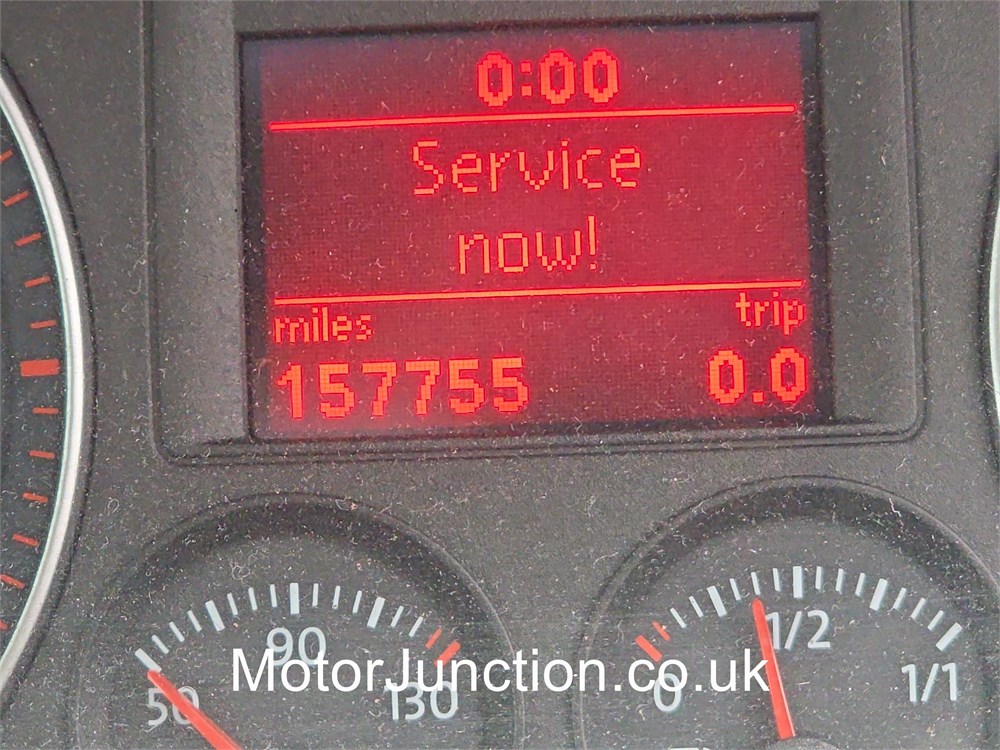 0:00
Service
now!
miles trip
157755 0.0
90 1/2
50 130 0 1/1
MotorJunction.co.uk